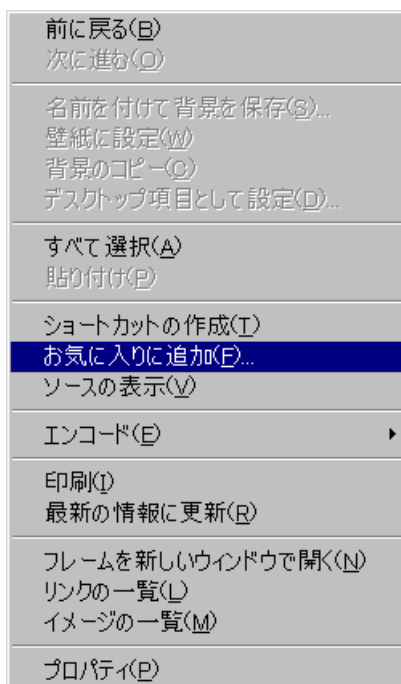 前に戻る(B)
次に進む(O)
名前を付けて背景を保存(S)...
壁紙に設定(W)
背景のコピー(C)
デスクトップ項目として設定(D)...
すべて選択(A)
貼り付け(P)
ショートカットの作成(T)
お気に入りに追加(F)...
ソースの表示(V)
エンコード(E)
印刷(I)
最新の情報に更新(R)
フレームを新しいウィンドウで開く(N)
リンクの一覧(L)
イメージの一覧(M)
プロパティ(P)